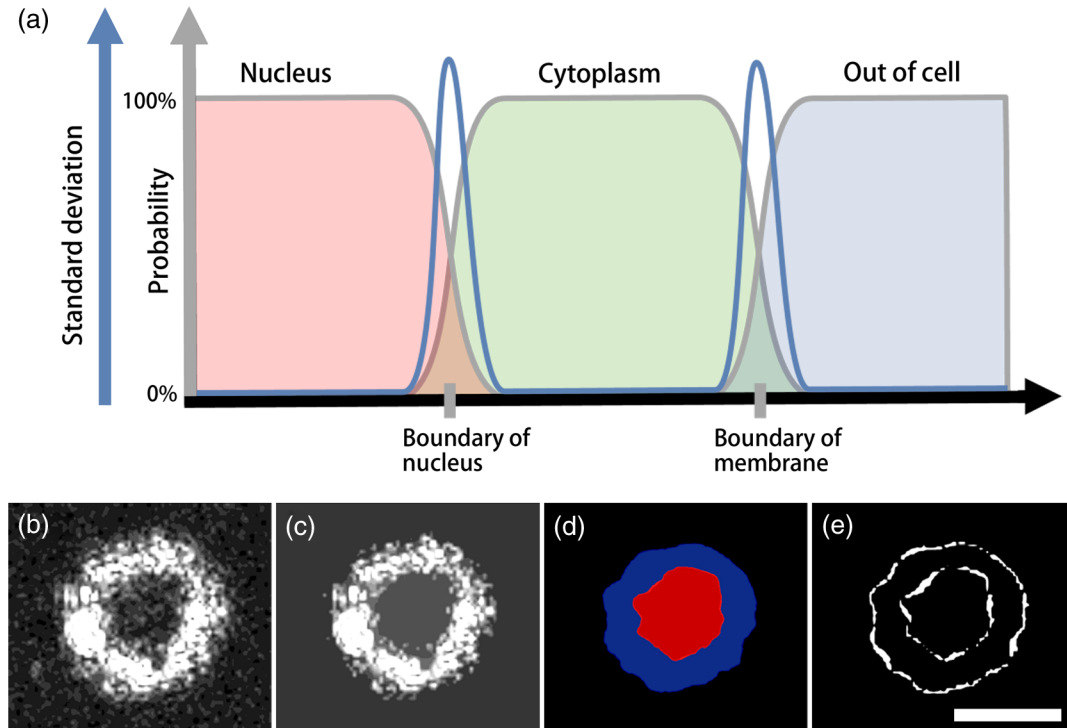 (a)
Standard deviation
Probability
100%
0%
Nucleus
Cytoplasm
Out of cell
Boundary of
nucleus
Boundary of
membrane
(b)
(c)
(d)
(e)